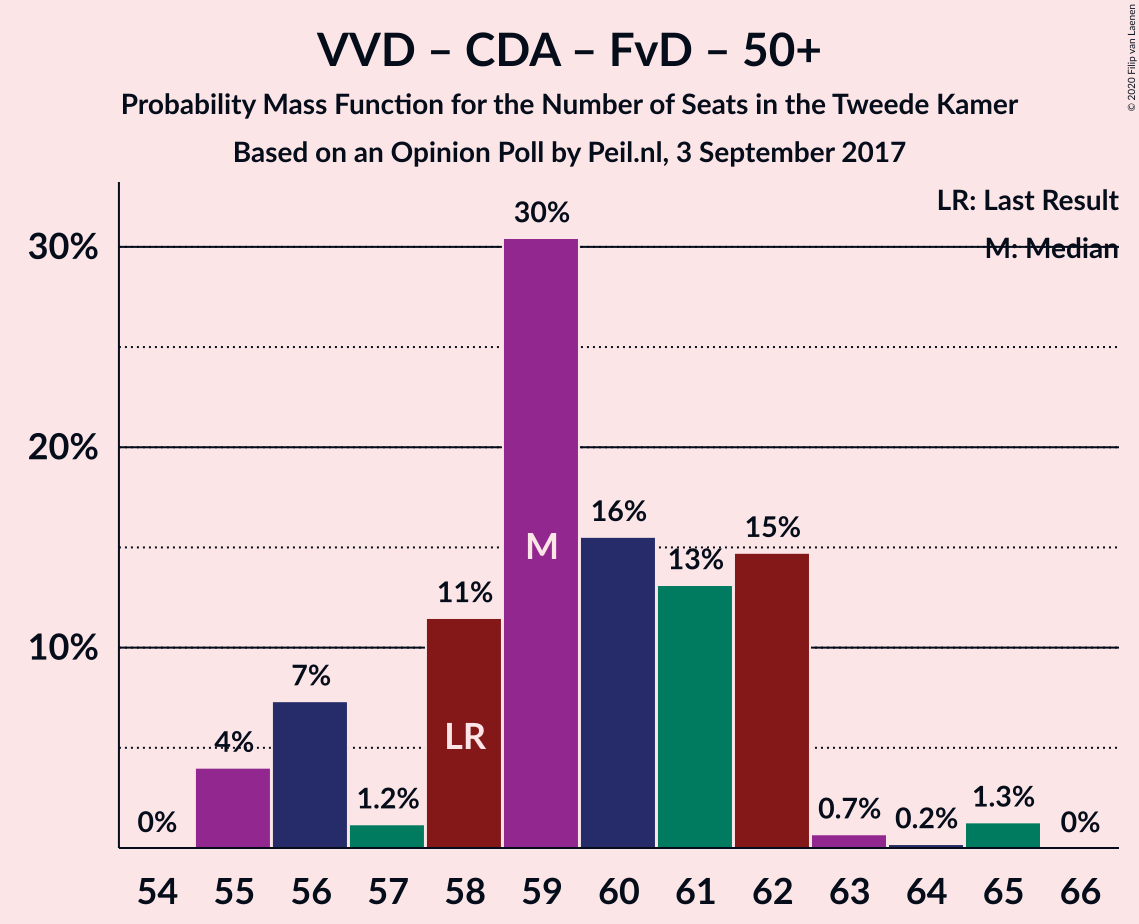 VVD – CDA – FvD – 50+
Probability Mass Function for the Number of Seats in the Tweede Kamer
Based on an Opinion Poll by Peil.nl, 3 September 2017
© 2020 Filip van Laenen
LR: Last Result
M: Median
30%
20%
10%
0%
4%
7%
1.2%
11%
30%
16%
13%
15%
0.7%
0.2%
1.3%
0%
LR
M
54 55 56 57 58 59 60 61 62 63 64 65 66